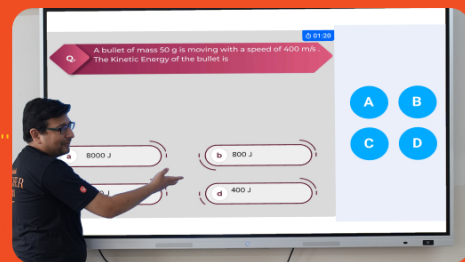 01:20
Q. A bullet of mass 50 g is moving with a speed of 400 m/s .
The Kinetic Energy of the bullet is
A B
a 8000 J b 800 J
C D
d 400 J